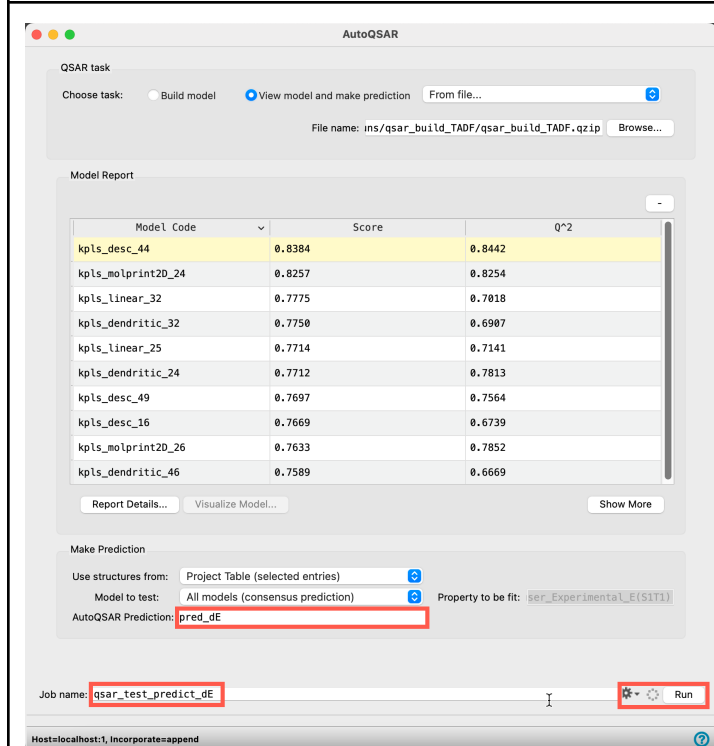 AutoQSAR
QSAR task
Choose task: Build model View model and make prediction From file...
File name: ıns/qsar_build_TADF/qsar_build_TADF.qzip Browse...
Model Report
-
Model Code Score Q^2
kpls_desc_44 0.8384 0.8442
kpls_molprint2D_24 0.8257 0.8254
kpls_linear_32 0.7775 0.7018
kpls_dendritic_32 0.7750 0.6907
kpls_linear_25 0.7714 0.7141
kpls_dendritic_24 0.7712 0.7813
kpls_desc_49 0.7697 0.7564
kpls_desc_16 0.7669 0.6739
kpls_molprint2D_26 0.7633 0.7852
kpls_dendritic_46 0.7589 0.6669
Report Details... Visualize Model... Show More
Make Prediction
Use structures from: Project Table (selected entries)
Model to test: All models (consensus prediction) Property to be fit: ser_Experimental_E(S1T1)
AutoQSAR Prediction: pred_dE
Job name: qsar_test_predict_dE Run
Host=localhost:1, Incorporate=append ?